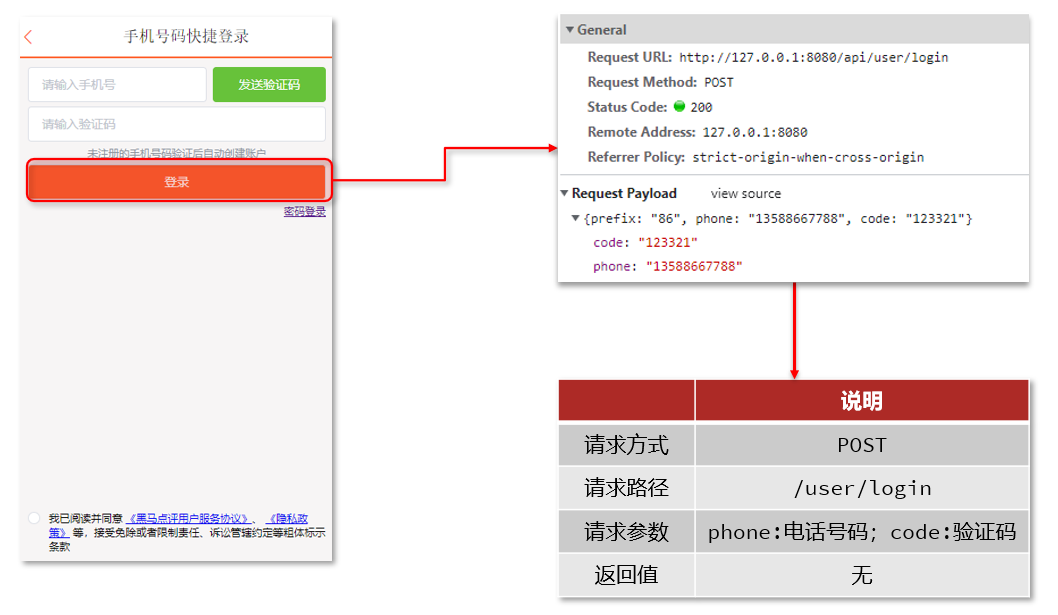 手机号码快捷登录
请输入手机号
发送验证码
请输入验证码
未注册的手机号码验证后自动创建账户
登录
密码登录
我已阅读并同意《黑马点评用户服务协议》、《隐私政
策》等，接受免除或者限制责任、诉讼管辖约定等粗体标示
条款
General
Request URL: http://127.0.0.1:8080/api/user/login
Request Method: POST
Status Code: 200
Remote Address: 127.0.0.1:8080
Referrer Policy: strict-origin-when-cross-origin
Request Payload view source
{prefix: "86", phone: "13588667788", code: "123321"}
code: "123321"
phone: "13588667788"
说明
请求方式 POST
请求路径 /user/login
请求参数 phone:电话号码；code:验证码
返回值 无